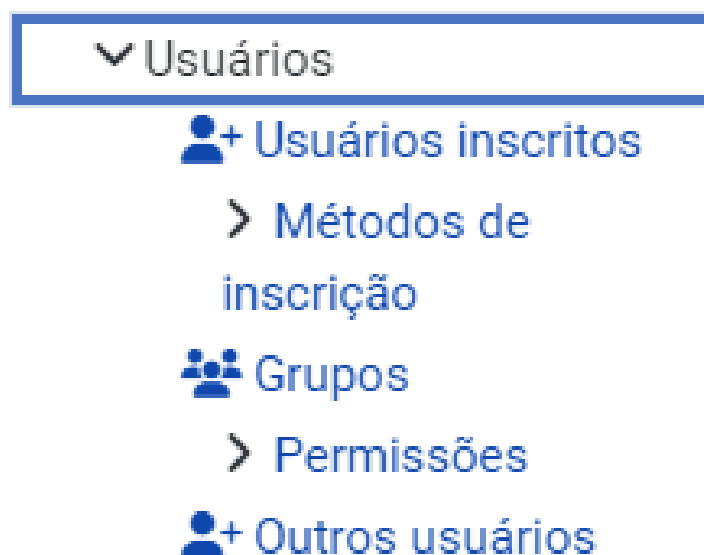 Usuários
Usuários inscritos
Métodos de
inscrição
Grupos
Permissões
Outros usuários